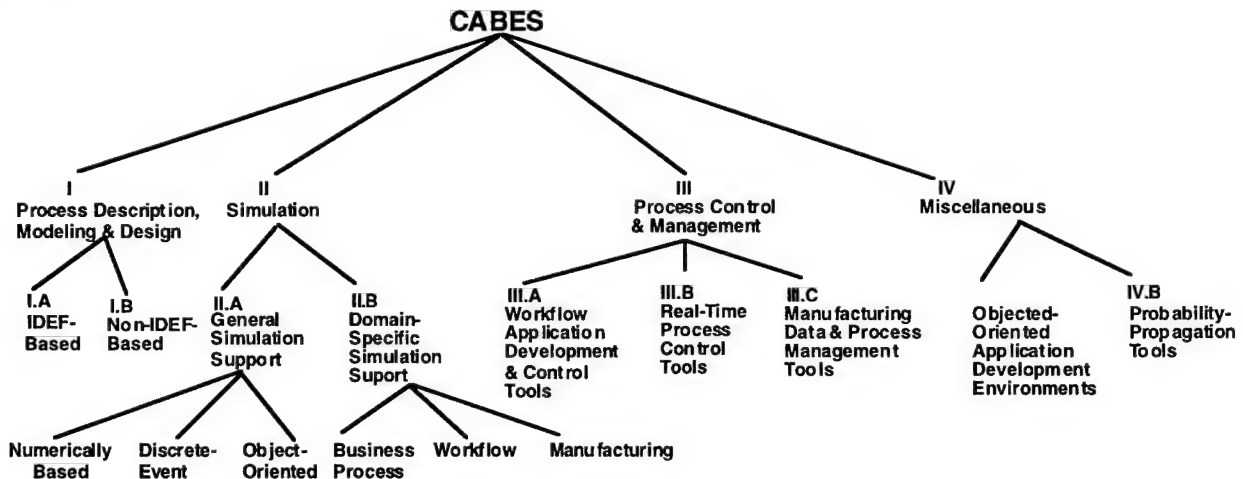 CABES
I
Process Description,
Modeling & Design
II
Simulation
III
Process Control
& Management
IV
Miscellaneous
I.A
IDEF-
Based
I.B
Non-IDEF-
Based
II.A
General
Simulation
Support
II.B
Domain-
Specific
Simulation
Suport
III.A
Workflow
Application
Development
& Control
Tools
III.B
Real-Time
Process
Control
Tools
III.C
Manufacturing
Data & Process
Management
Tools
Objected-
Oriented
Application
Development
Environments
IV.B
Probability-
Propagation
Tools
Numerically
Based
Discrete-
Event
Object-
Oriented
Business
Process
Workflow
Manufacturing